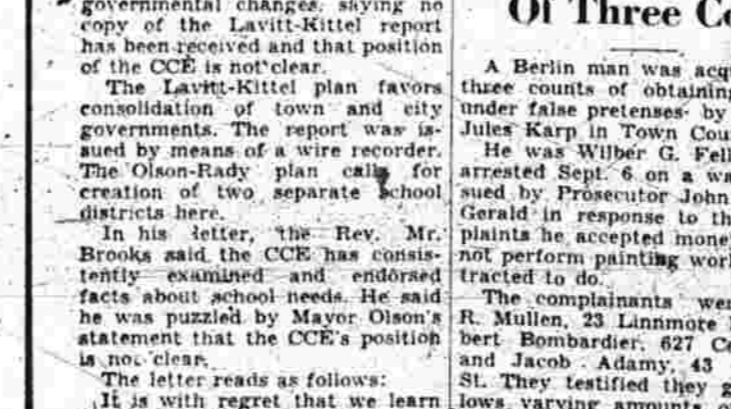 governmental changes, saying no
copy of the Lavitt-Kittel report
has been received and that position
of the CCE is not clear.
The Lavitt-Kittel plan favors
consolidation of town and city
governments. The report was is-
sued by means of a wire recorder.
The Olson-Rady plan calls for
creation of two separate school
districts here.
In his letter, the Rev. Mr.
Brooks said the CCE has consis-
tently examined and endorsed
facts about school needs. He said
he was puzzled by Mayor Olson's
statement that the CCE's position
is not clear.
The letter reads as follows:
It is with regret that we learn
Of Three Co
A Berlin man was acq
three counts of obtaining
under false pretenses by
Jules Karp in Town Cou
He was Wilber G. Fell
arrested Sept. 6 on a wa
sued by Prosecutor John
Gerald in response to th
plaints he accepted mone
not perform painting wor
tracted to do.
The complainants wer
R. Mullen, 23 Linnmore
bert Bombardier, 627 Ce
and Jacob Adamy, 43
St. They testified they g
lows varying amounts o